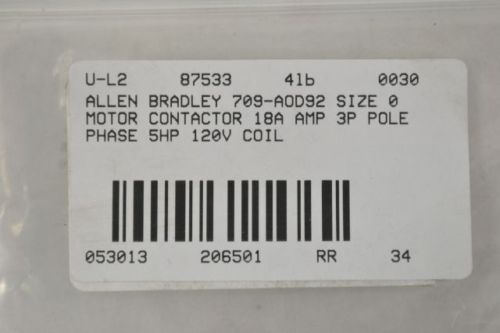 U-L2 87533 4lb 0030
ALLEN BRADLEY 709-AOD92 SIZE 0
MOTOR CONTACTOR 18A AMP 3P POLE
PHASE 5HP 120V COIL
053013 206501 RR 34